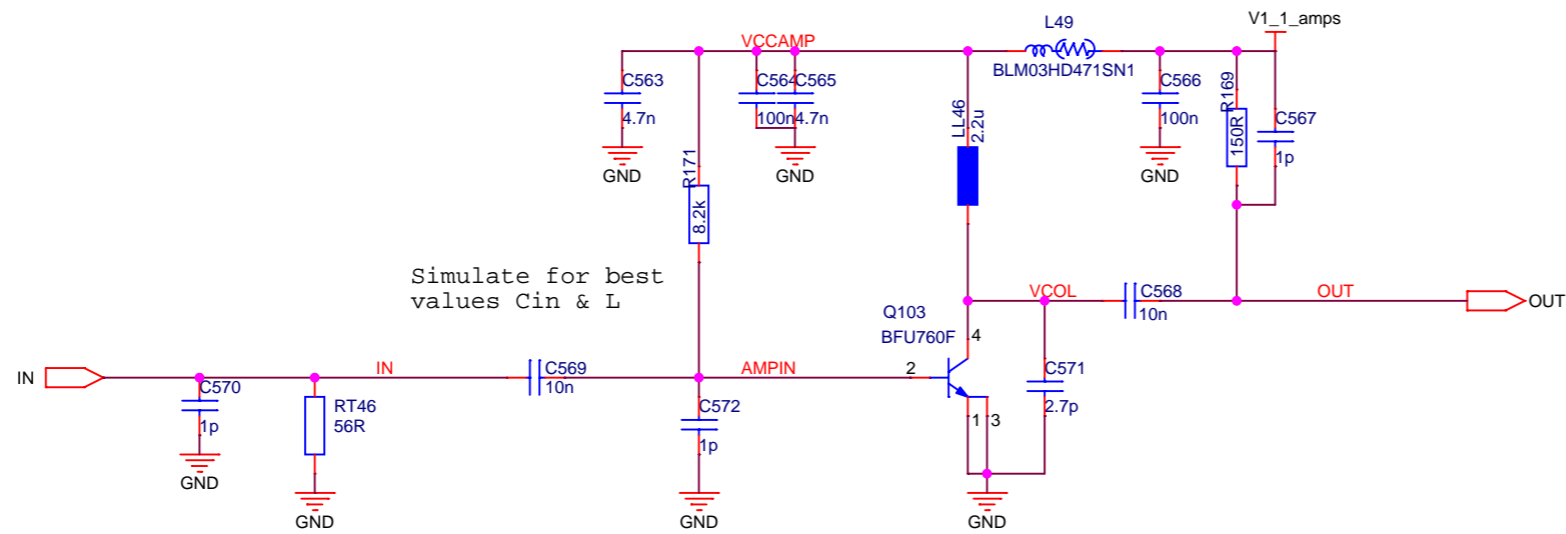 V1_1_amps
L49
VCCAMP
BLM03HD471SN1
C563
4.7n
C564
100n
C565
4.7n
C566
100n
R169
150R
C567
1p
LL46
2.2u
R171
8.2k
GND
GND
GND
Simulate for best
values Cin & L
VCOL
C568
10n
OUT
OUT
Q103
BFU760F
4
2
1
3
C571
2.7p
IN
IN
C569
10n
AMPIN
C570
1p
RT46
56R
C572
1p
GND
GND
GND
GND